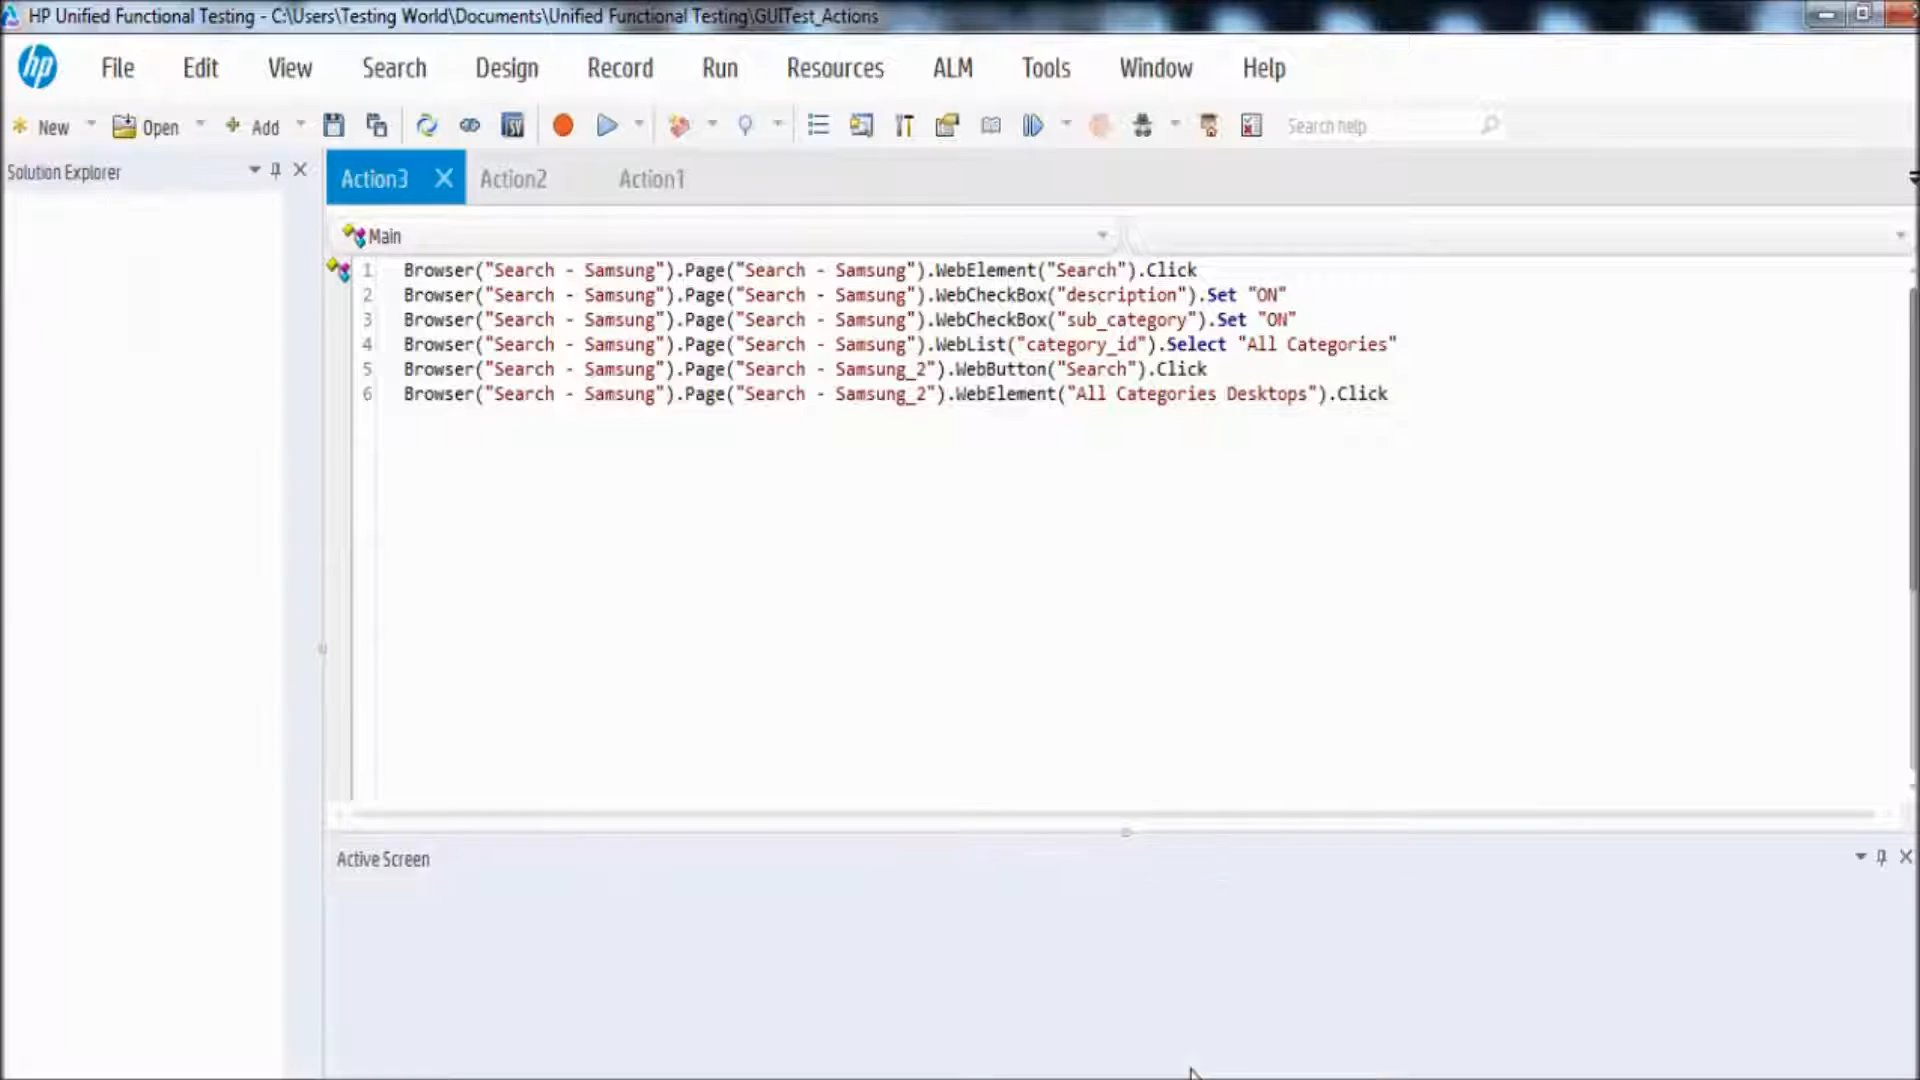 HP Unified Functional Testing - C:\Users\Testing World\Documents\Unified Functional Testing\GUITest_Actions
hp File Edit View Search Design Record Run Resources ALM Tools Window Help
New Open Add SV Search help
Solution Explorer
Action3 Action2 Action1
Main
1 Browser("Search - Samsung").Page("Search - Samsung").WebElement("Search").Click
2 Browser("Search - Samsung").Page("Search - Samsung").WebCheckBox("description").Set "ON"
3 Browser("Search - Samsung").Page("Search - Samsung").WebCheckBox("sub_category").Set "ON"
4 Browser("Search - Samsung").Page("Search - Samsung").WebList("category_id").Select "All Categories"
5 Browser("Search - Samsung").Page("Search - Samsung_2").WebButton("Search").Click
6 Browser("Search - Samsung").Page("Search - Samsung_2").WebElement("All Categories Desktops").Click
Active Screen